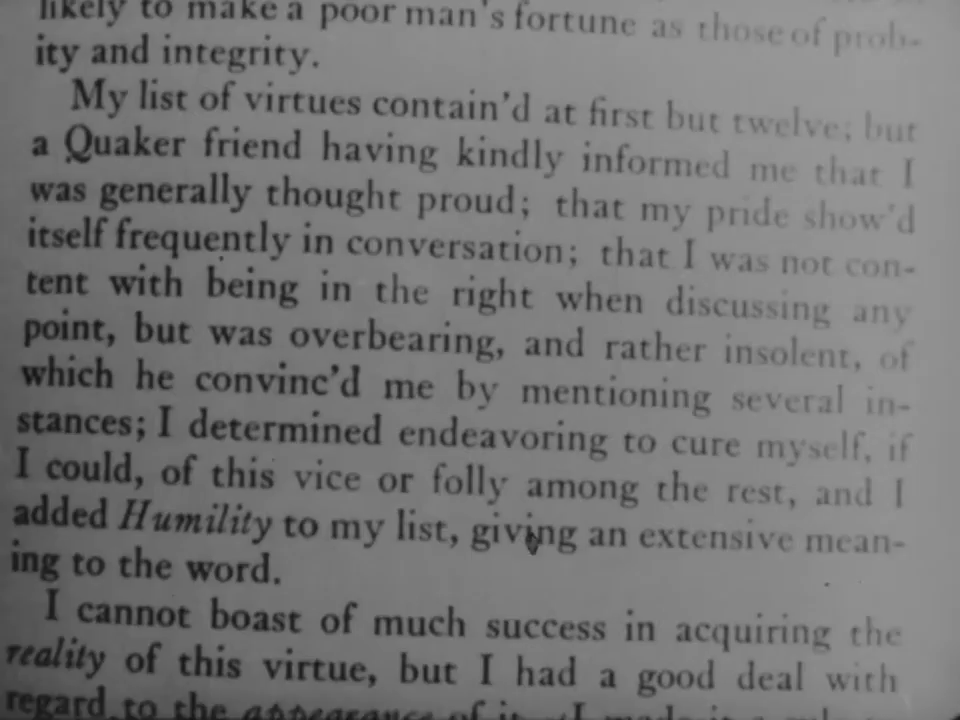 likely to make a poor man's fortune as those of prob-
ity and integrity.
My list of virtues contain'd at first but twelve; but
a Quaker friend having kindly informed me that I
was generally thought proud; that my pride show'd
itself frequently in conversation; that I was not con-
tent with being in the right when discussing any
point, but was overbearing, and rather insolent, of
which he convinc'd me by mentioning several in-
stances; I determined endeavoring to cure myself, if
I could, of this vice or folly among the rest, and I
added Humility to my list, giving an extensive mean-
ing to the word.
I cannot boast of much success in acquiring the
reality of this virtue, but I had a good deal with
regard to the appearance of it. I made it a